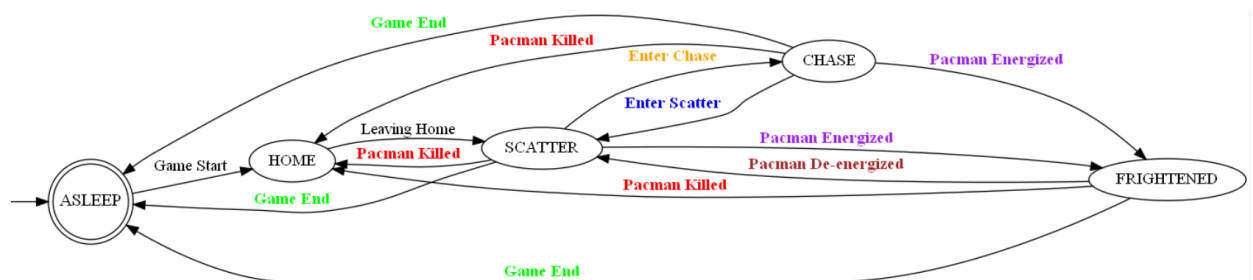 Game End
Pacman Killed
Enter Chase
CHASE
Pacman Energized
Enter Scatter
Leaving Home
Game Start
HOME
Pacman Killed
SCATTER
Pacman Energized
Pacman De-energized
FRIGHTENED
Pacman Killed
ASLEEP
Game End
Game End